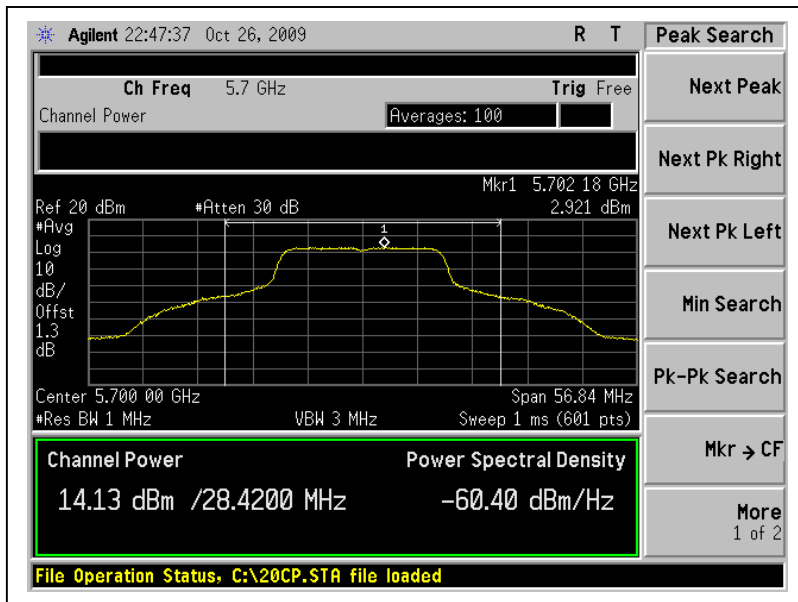 Agilent 22:47:37 Oct 26, 2009 R T
Peak Search
Ch Freq 5.7 GHz Trig Free
Channel Power Averages: 100
Mkr1 5.702 18 GHz
Ref 20 dBm #Atten 30 dB 2.921 dBm
#Avg
Log
10
dB/
Offst
1.3
dB
1
Center 5.700 00 GHz Span 56.84 MHz
#Res BW 1 MHz VBW 3 MHz Sweep 1 ms (601 pts)
Channel Power Power Spectral Density
14.13 dBm /28.4200 MHz -60.40 dBm/Hz
File Operation Status, C:\20CP.STA file loaded
Next Peak
Next Pk Right
Next Pk Left
Min Search
Pk-Pk Search
Mkr → CF
More
1 of 2